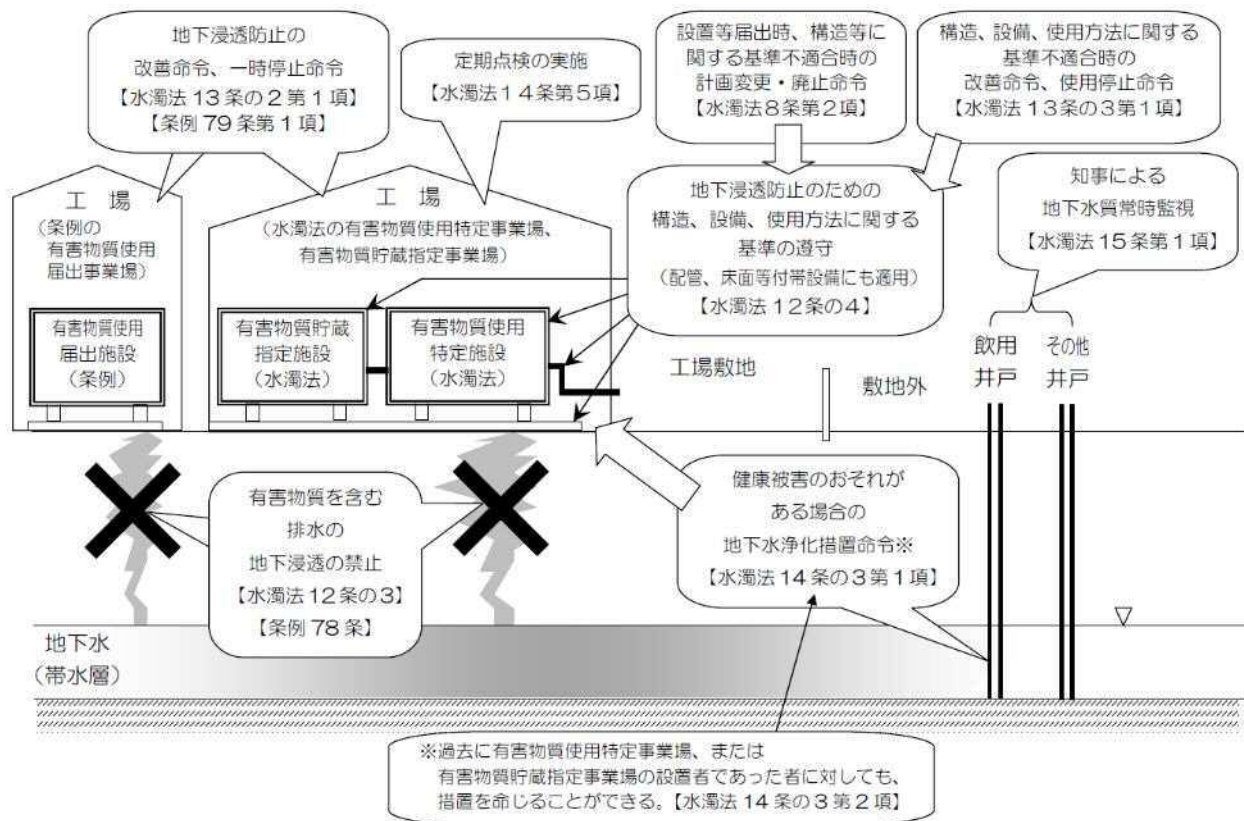 地下浸透防止の
改善命令、一時停止命令
【水濁法13条の2第1項】
【条例79条第1項】
定期点検の実施
【水濁法14条第5項】
設置等届出時、構造等に
関する基準不適合時の
計画変更・廃止命令
【水濁法8条第2項】
構造、設備、使用方法に関する
基準不適合時の
改善命令、使用停止命令
【水濁法13条の3第1項】
工 場
(条例の
有害物質使用
届出事業場)
工 場
(水濁法の有害物質使用特定事業場、
有害物質貯蔵指定事業場)
地下浸透防止のための
構造、設備、使用方法に関する
基準の遵守
(配管、床面等付帯設備にも適用)
【水濁法12条の4】
知事による
地下水質常時監視
【水濁法15条第1項】
有害物質使用
届出施設
(条例)
有害物質貯蔵
指定施設
(水濁法)
有害物質使用
特定施設
(水濁法)
工場敷地
敷地外
飲用
井戸
その他
井戸
有害物質を含む
排水の
地下浸透の禁止
【水濁法12条の3】
【条例78条】
健康被害のおそれが
ある場合の
地下水浄化措置命令※
【水濁法14条の3第1項】
地下水
(帯水層)
※過去に有害物質使用特定事業場、または
有害物質貯蔵指定事業場の設置者であった者に対しても、
措置を命じることができる。【水濁法14条の3第2項】